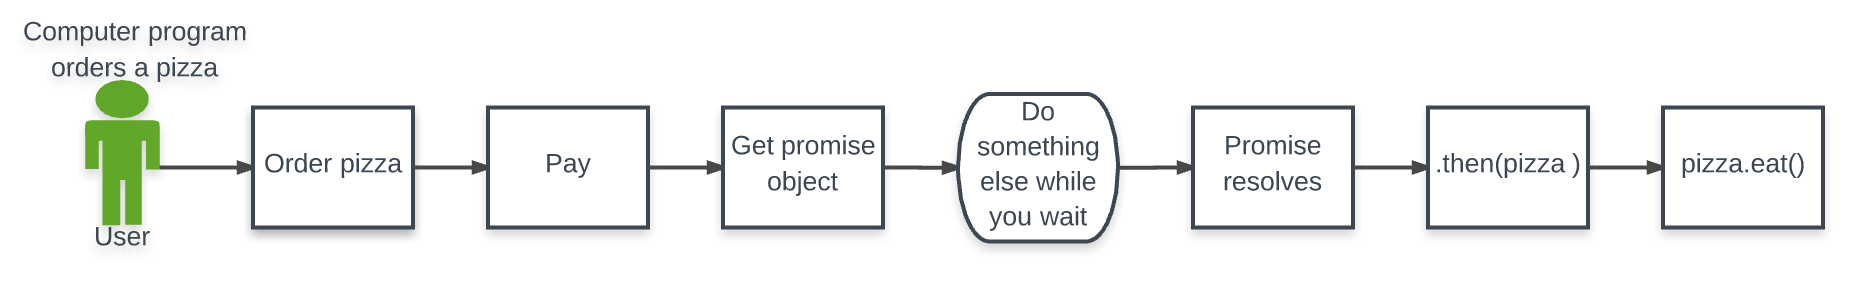 Computer program
orders a pizza
User
Order pizza
Pay
Get promise
object
Do
something
else while
you wait
Promise
resolves
.then(pizza )
pizza.eat()